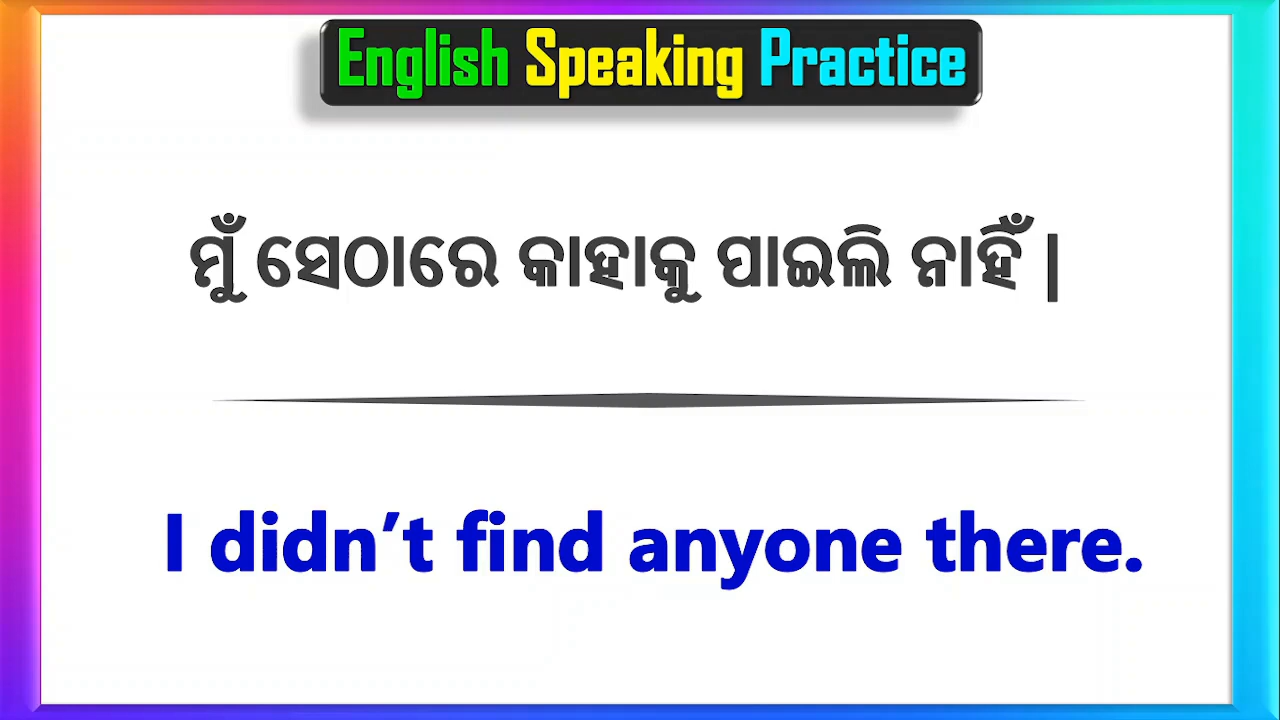 English Speaking Practice
ମୁଁ ସେଠାରେ କାହାକୁ ପାଇଲି ନାହିଁ |
I didn’t find anyone there.